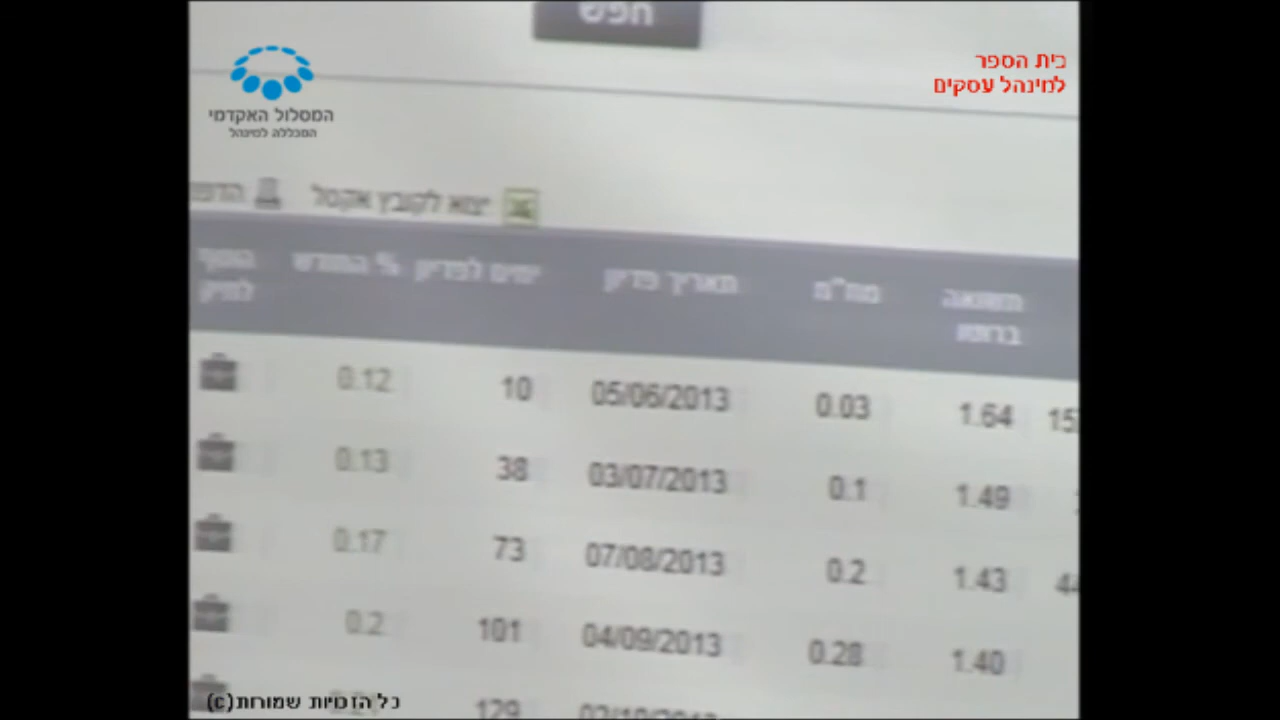 חפש
בית הספר
למינהל עסקים
המסלול האקדמי
המכללה למינהל
יצוא לקובץ אקסל
תשואה ברוטו מח"מ תאריך פדיון ימים לפדיון % החודש הוסף לתיק
1.64 0.03 05/06/2013 10 0.12
1.49 0.1 03/07/2013 38 0.13
1.43 0.2 07/08/2013 73 0.17
1.40 0.28 04/09/2013 101 0.2
129
כל הזכויות שמורות(c)